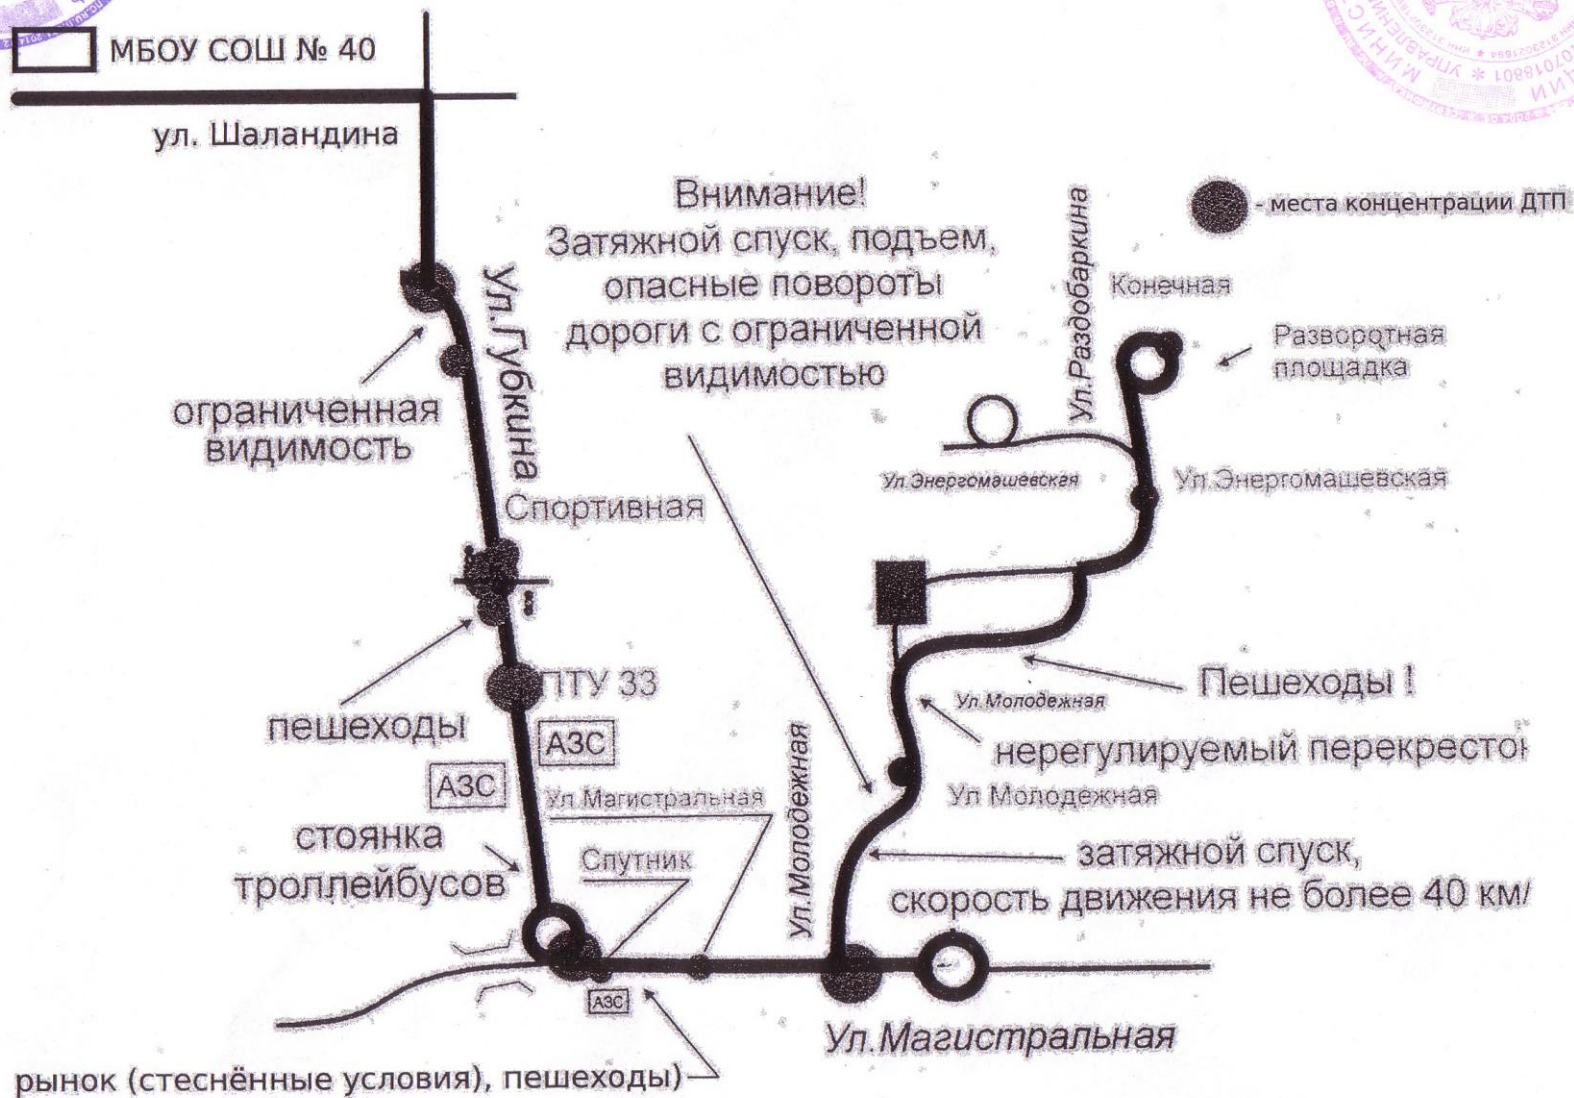 МБОУ СОШ № 40
ул. Шаландина
Внимание!
Затяжной спуск, подъем,
опасные повороты
дороги с ограниченной
видимостью
- места концентрации ДТП
Ул.Раздобаркина
Конечная
Разворотная
площадка
Ул.Губкина
ограниченная
видимость
Ул.Энергомашевская
Ул.Энергомашевская
Спортивная
ПТУ 33
пешеходы
Пешеходы !
Ул.Молодежная
нерегулируемый перекресток
АЗС
АЗС
Ул.Магистральная
Ул.Молодежная
Ул Молодежная
стоянка
троллейбусов
Спутник
затяжной спуск,
скорость движения не более 40 км/
АЗС
Ул.Магистральная
рынок (стеснённые условия), пешеходы)
МИНИС
УПРАВЛЕНИ